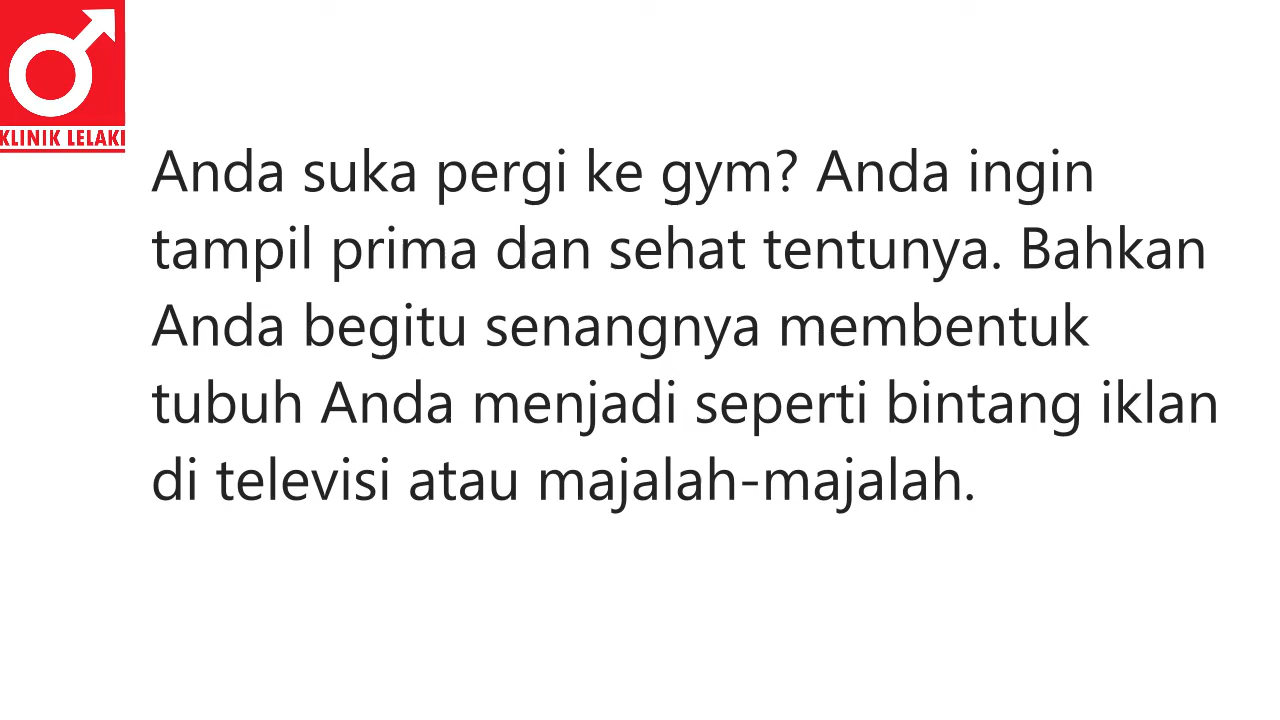 KLINIK LELAKI
Anda suka pergi ke gym? Anda ingin
tampil prima dan sehat tentunya. Bahkan
Anda begitu senangnya membentuk
tubuh Anda menjadi seperti bintang iklan
di televisi atau majalah-majalah.